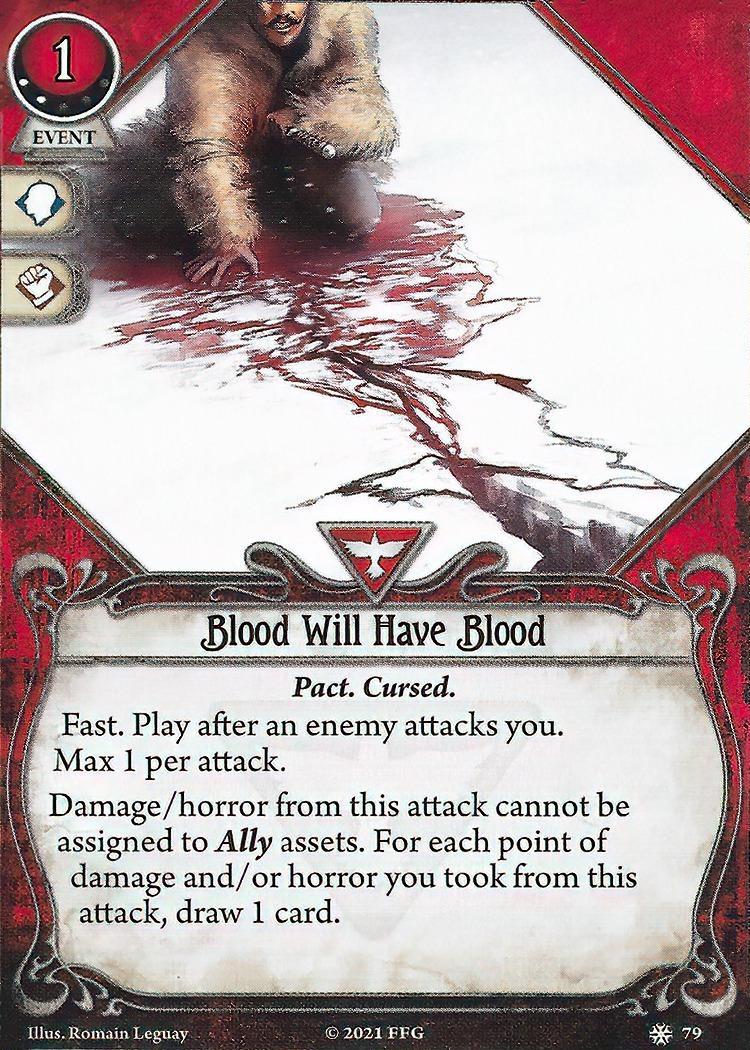 1
EVENT
Blood Will Have Blood
Pact. Cursed.
Fast. Play after an enemy attacks you.
Max 1 per attack.
Damage/horror from this attack cannot be
assigned to Ally assets. For each point of
damage and/or horror you took from this
attack, draw 1 card.
Illus. Romain Leguay © 2021 FFG 79